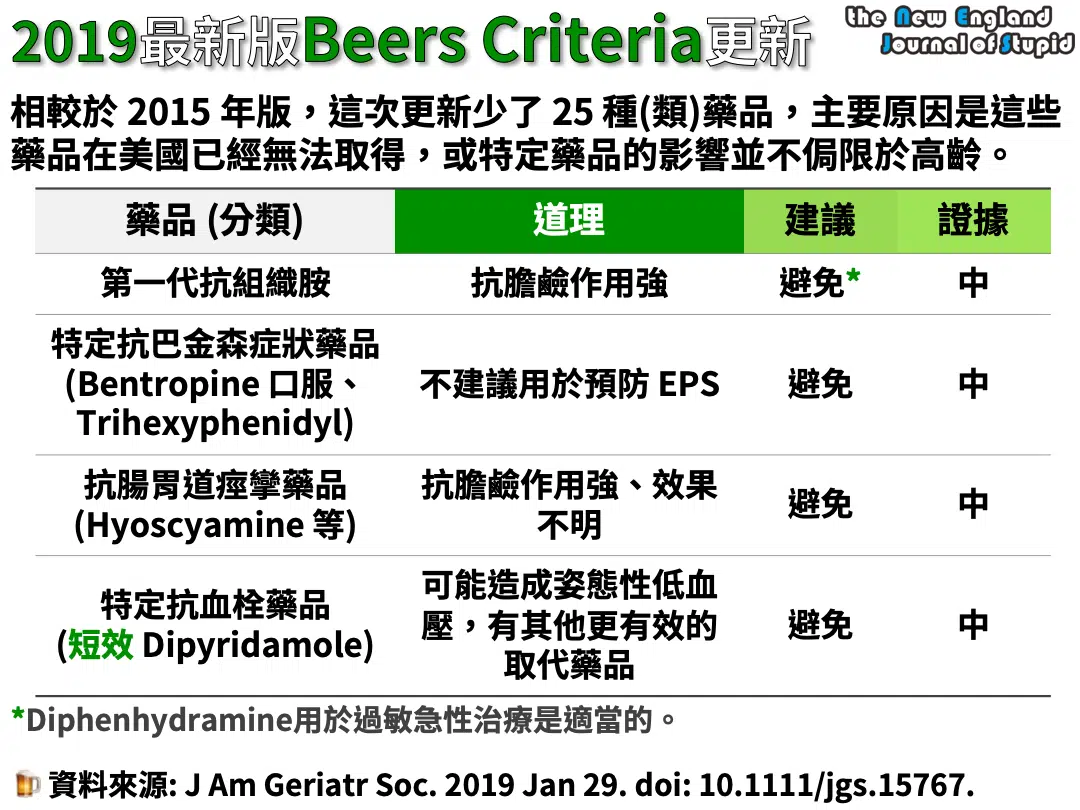 2019最新版Beers Criteria更新
the New England
Journal of Stupid
相較於 2015 年版，這次更新少了 25 種(類)藥品，主要原因是這些
藥品在美國已經無法取得，或特定藥品的影響並不侷限於高齡。
藥品 (分類) 道理 建議 證據
第一代抗組織胺 抗膽鹼作用強 避免* 中
特定抗巴金森症狀藥品
(Bentropine 口服、
Trihexyphenidyl)
不建議用於預防 EPS 避免 中
抗腸胃道痙攣藥品
(Hyoscyamine 等)
抗膽鹼作用強、效果
不明
避免 中
特定抗血栓藥品
(短效 Dipyridamole)
可能造成姿態性低血
壓，有其他更有效的
取代藥品
避免 中
*Diphenhydramine用於過敏急性治療是適當的。
資料來源: J Am Geriatr Soc. 2019 Jan 29. doi: 10.1111/jgs.15767.